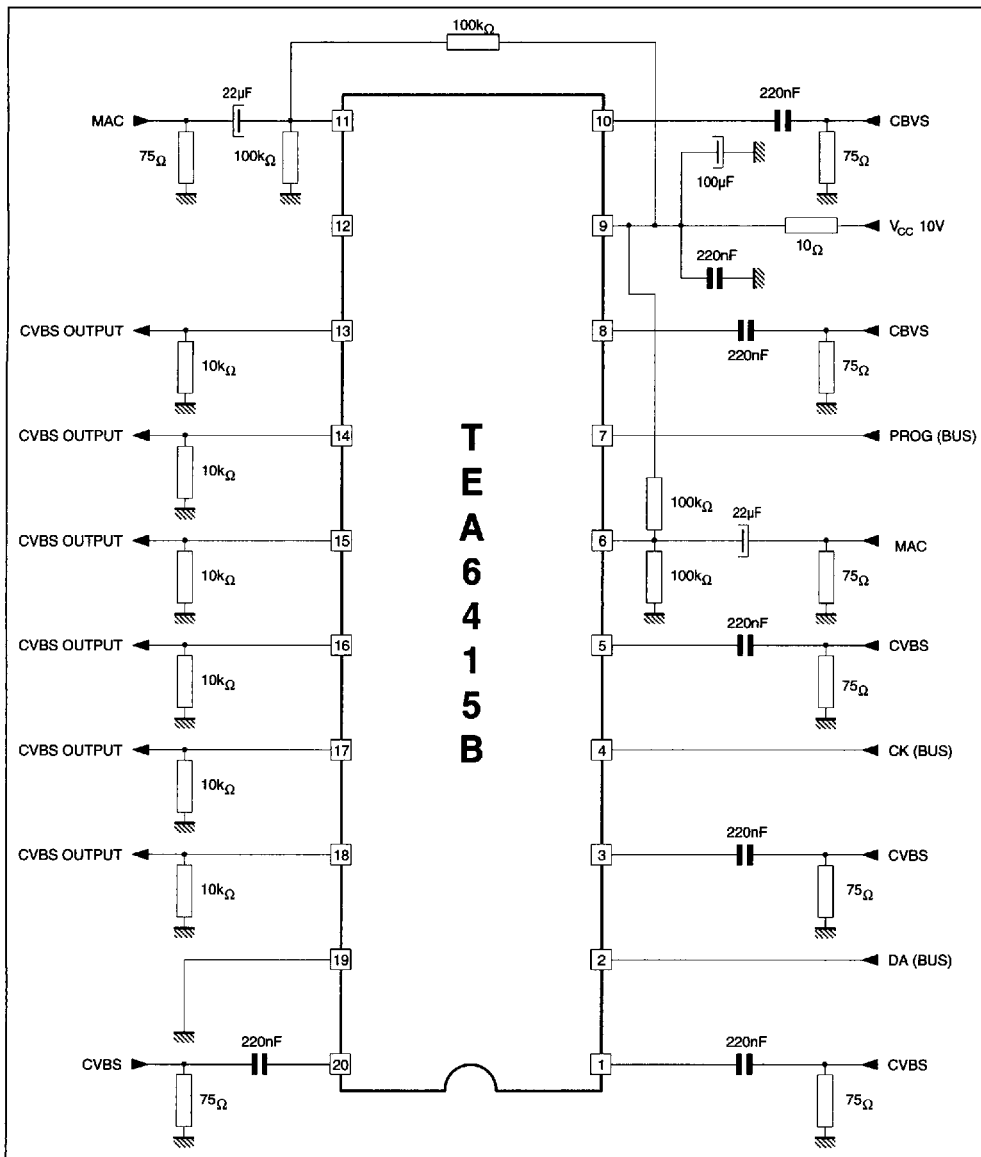 100kΩ
22µF
220nF
MAC
11
10
CBVS
75Ω
100kΩ
100µF
75Ω
12
9
VCC 10V
10Ω
220nF
CVBS OUTPUT
13
8
CBVS
10kΩ
220nF
75Ω
CVBS OUTPUT
14
7
PROG (BUS)
10kΩ
100kΩ
22µF
CVBS OUTPUT
15
6
MAC
10kΩ
100kΩ
75Ω
220nF
CVBS OUTPUT
16
5
CVBS
10kΩ
75Ω
CVBS OUTPUT
17
4
CK (BUS)
10kΩ
220nF
CVBS OUTPUT
18
3
CVBS
10kΩ
75Ω
19
2
DA (BUS)
220nF
220nF
CVBS
20
1
CVBS
75Ω
75Ω
TEA6415B